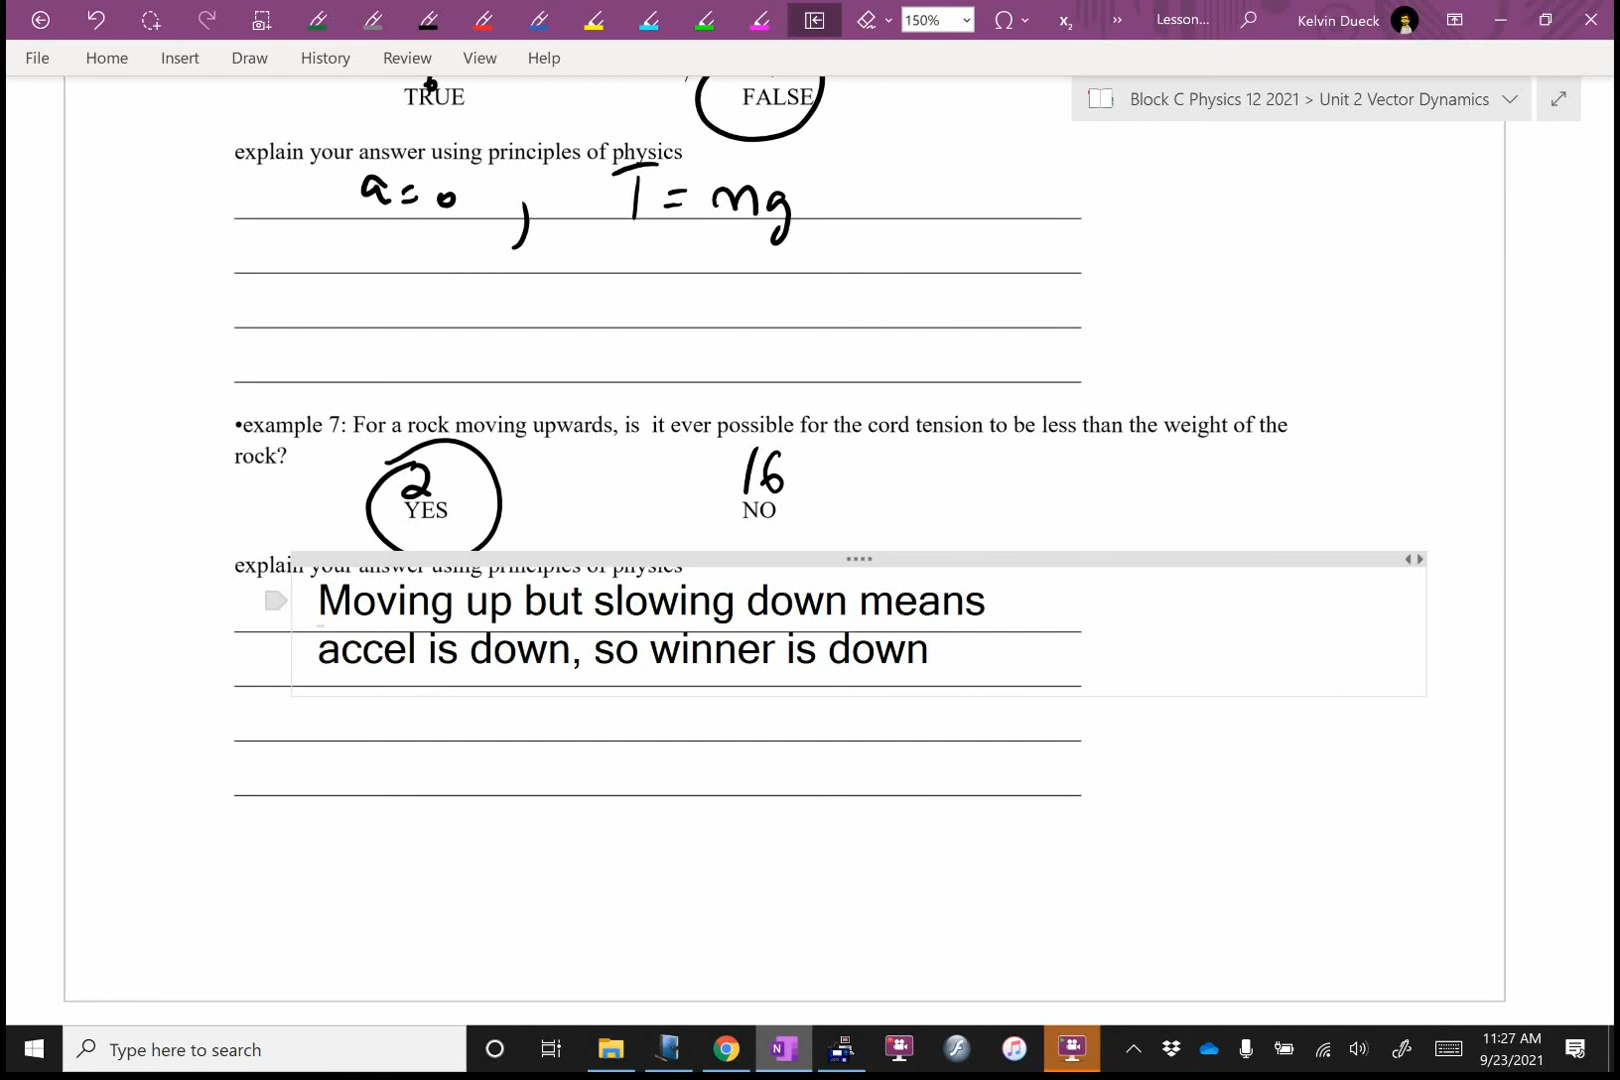 150%
Ω
x₂
Lesson...
Kelvin Dueck
File Home Insert Draw History Review View Help
Block C Physics 12 2021 > Unit 2 Vector Dynamics
TRUE FALSE
explain your answer using principles of physics
a = 0 , T = mg
•example 7: For a rock moving upwards, is it ever possible for the cord tension to be less than the weight of the
rock?
2 16
YES NO
explain your answer using principles of physics
Moving up but slowing down means
accel is down, so winner is down
Type here to search
N
f
11:27 AM
9/23/2021